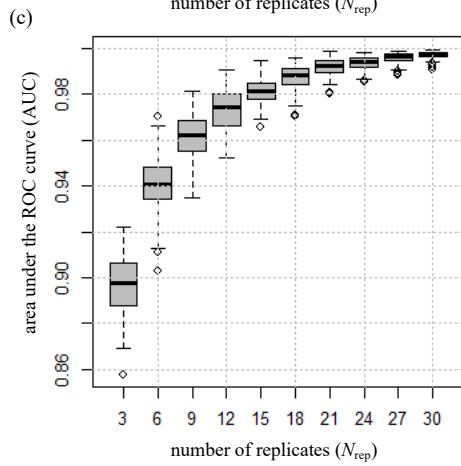 number of replicates (Nrep)
(c)
area under the ROC curve (AUC)
0.98
0.94
0.90
0.86
3 6 9 12 15 18 21 24 27 30
number of replicates (Nrep)